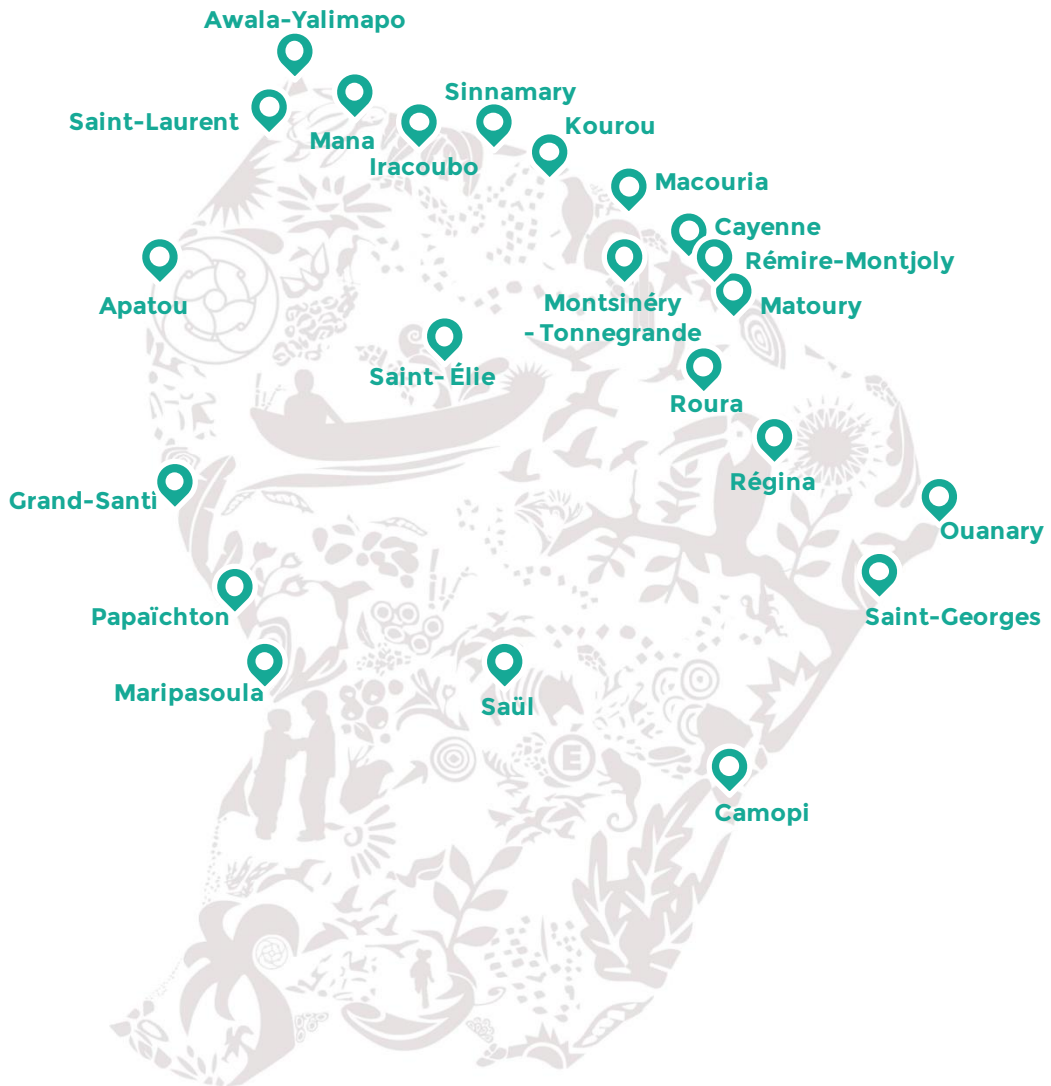 Awala-Yalimapo
Saint-Laurent
Mana
Iracoubo
Sinnamary
Kourou
Macouria
Cayenne
Rémire-Montjoly
Matoury
Montsinéry
- Tonnegrande
Apatou
Saint- Élie
Roura
Régina
Grand-Santi
Ouanary
Papaïchton
Saint-Georges
Maripasoula
Saül
É
Camopi